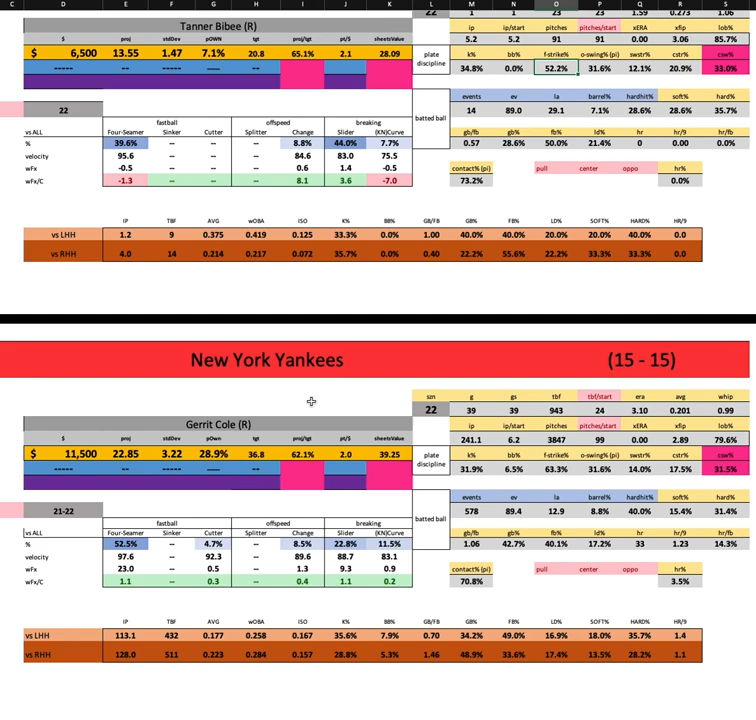 C D E F G H I J K L M N O P Q R S
22 1 1 23 23 1.59 0.273 1.06
Tanner Bibee (R)
ip ip/start pitches pitches/start xERA xfip lob%
5.2 5.2 91 91 0.00 3.06 85.7%
$ proj stdDev pOWN tgt proj/tgt pt/$ sheetsValue
$ 6,500 13.55 1.47 7.1% 20.8 65.1% 2.1 28.09
plate discipline
k% bb% f-strike% o-swing% (pi) swstr% cstr% csw%
34.8% 0.0% 52.2% 31.6% 12.1% 20.9% 33.0%
----- -- ----- —— --
batted ball
events ev la barrel% hardhit% soft% hard%
14 89.0 29.1 7.1% 28.6% 28.6% 35.7%
22
fastball offspeed breaking
vs ALL Four-Seamer Sinker Cutter Splitter Change Slider (KN)Curve
gb/fb gb% fb% ld% hr hr/9 hr/fb
0.57 28.6% 50.0% 21.4% 0 0.00 0.0%
% 39.6% -- -- -- 8.8% 44.0% 7.7%
velocity 95.6 -- -- -- 84.6 83.0 75.5
wFx -0.5 -- -- -- 0.6 1.4 -0.5
wFx/C -1.3 -- -- -- 8.1 3.6 -7.0
contact% (pi) pull center oppo hr%
73.2% 0.0%
IP TBF AVG wOBA ISO K% BB% GB/FB GB% FB% LD% SOFT% HARD% HR/9
vs LHH 1.2 9 0.375 0.419 0.125 33.3% 0.0% 1.00 40.0% 40.0% 20.0% 20.0% 40.0% 0.0
vs RHH 4.0 14 0.214 0.217 0.072 35.7% 0.0% 0.40 22.2% 55.6% 22.2% 33.3% 33.3% 0.0
New York Yankees (15 - 15)
szn g gs tbf tbf/start era avg whip
22 39 39 943 24 3.10 0.201 0.99
Gerrit Cole (R)
ip ip/start pitches pitches/start xERA xfip lob%
241.1 6.2 3847 99 0.00 2.89 79.6%
$ proj stdDev pOwn tgt proj/tgt pt/$ sheetsValue
$ 11,500 22.85 3.22 28.9% 36.8 62.1% 2.0 39.25
plate discipline
k% bb% f-strike% o-swing% (pi) swstr% cstr% csw%
31.9% 6.5% 63.3% 31.6% 14.0% 17.5% 31.5%
----- -- ----- —— --
batted ball
events ev la barrel% hardhit% soft% hard%
578 89.4 12.9 8.8% 40.0% 15.4% 31.4%
21-22
fastball offspeed breaking
vs ALL Four-Seamer Sinker Cutter Splitter Change Slider (KN)Curve
gb/fb gb% fb% ld% hr hr/9 hr/fb
1.06 42.7% 40.1% 17.2% 33 1.23 14.3%
% 52.5% -- 4.7% -- 8.5% 22.8% 11.5%
velocity 97.6 -- 92.3 -- 89.6 88.7 83.1
wFx 23.0 -- 0.5 -- 1.3 9.3 0.9
wFx/C 1.1 -- 0.3 -- 0.4 1.1 0.2
contact% (pi) pull center oppo hr%
70.8% 3.5%
IP TBF AVG wOBA ISO K% BB% GB/FB GB% FB% LD% SOFT% HARD% HR/9
vs LHH 113.1 432 0.177 0.258 0.167 35.6% 7.9% 0.70 34.2% 49.0% 16.9% 18.0% 35.7% 1.4
vs RHH 128.0 511 0.223 0.284 0.157 28.8% 5.3% 1.46 48.9% 33.6% 17.4% 13.5% 28.2% 1.1